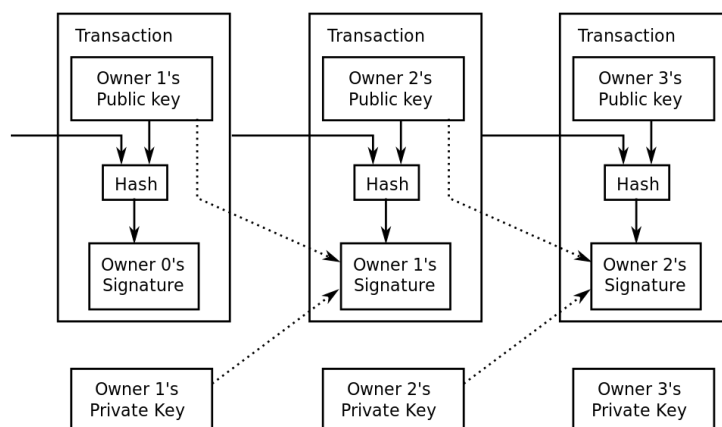 Transaction
Owner 1's
Public key
Hash
Owner 0's
Signature
Transaction
Owner 2's
Public key
Hash
Owner 1's
Signature
Transaction
Owner 3's
Public key
Hash
Owner 2's
Signature
Owner 1's
Private Key
Owner 2's
Private Key
Owner 3's
Private Key